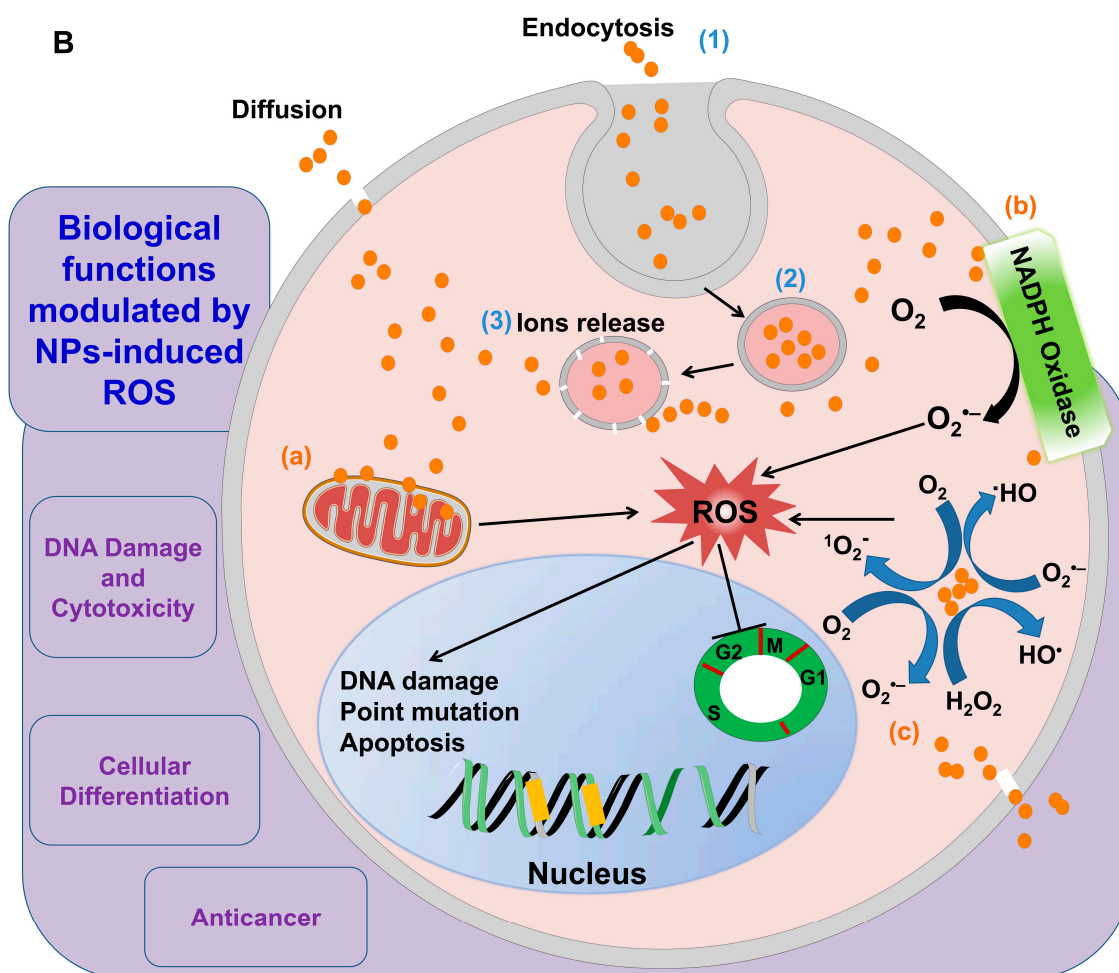 B
Endocytosis
(1)
Diffusion
Biological
functions
modulated by
NPs-induced
ROS
(b)
NADPH Oxidase
(2)
(3) Ions release
O₂
O₂•–
(a)
ROS
O₂
·HO
¹O₂-
O₂•–
O₂
HO•
O₂•–
H₂O₂
(c)
DNA Damage
and
Cytotoxicity
G2
M
G1
S
DNA damage
Point mutation
Apoptosis
Cellular
Differentiation
Nucleus
Anticancer